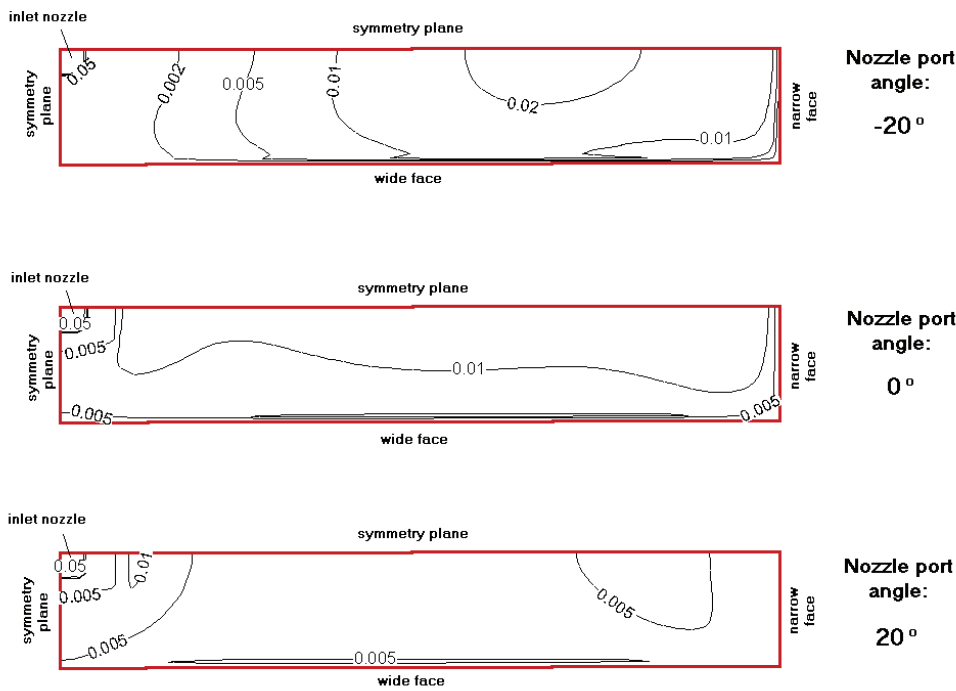 inlet nozzle
symmetry plane
0.05
0.002
0.005
0.01
0.02
0.01
symmetry
plane
narrow
face
wide face
Nozzle port
angle:
-20 º
inlet nozzle
symmetry plane
0.05
0.005
0.01
0.005
0.005
symmetry
plane
narrow
face
wide face
Nozzle port
angle:
0 º
inlet nozzle
symmetry plane
0.05
0.01
0.005
0.005
0.005
0.005
symmetry
plane
narrow
face
wide face
Nozzle port
angle:
20 º